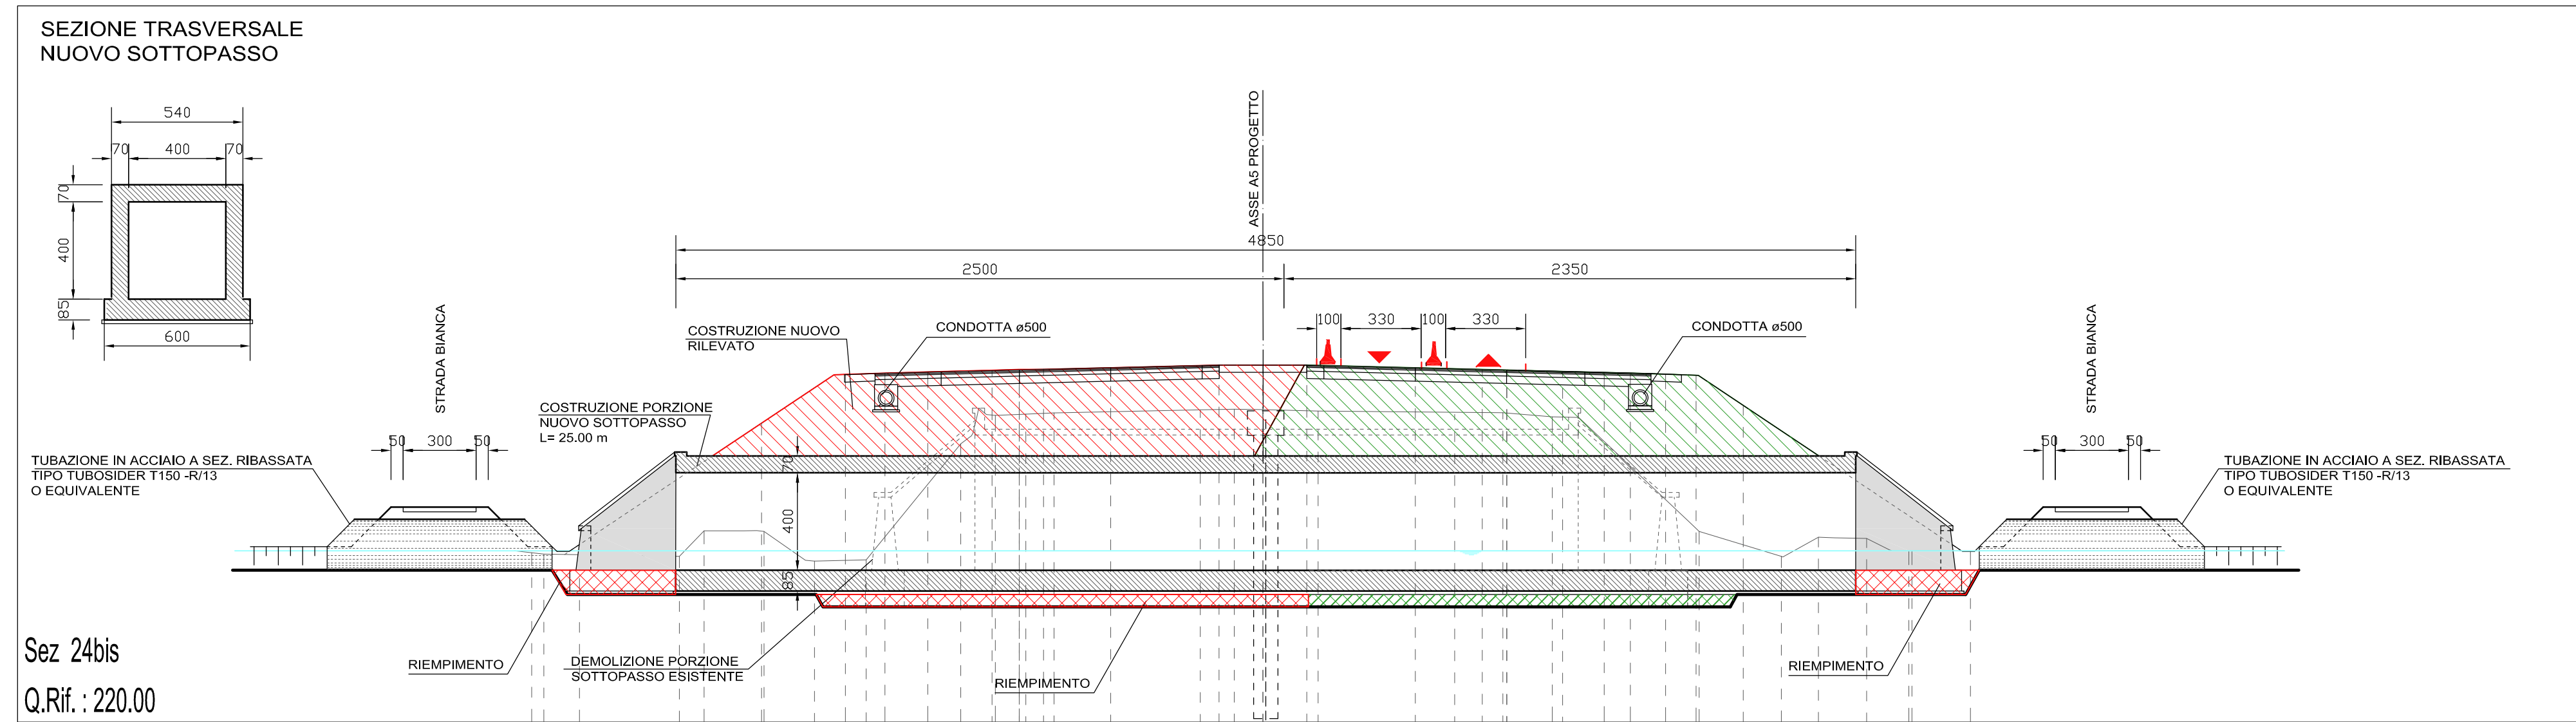 SEZIONE TRASVERSALE
NUOVO SOTTOPASSO
540
70 400 70
70
400
85
600
ASSE A5 PROGETTO
4850
2500 2350
STRADA BIANCA
COSTRUZIONE NUOVO
RILEVATO
CONDOTTA ø500
100 330 100 330
CONDOTTA ø500
STRADA BIANCA
COSTRUZIONE PORZIONE
NUOVO SOTTOPASSO
L= 25.00 m
50 300 50
50 300 50
TUBAZIONE IN ACCIAIO A SEZ. RIBASSATA
TIPO TUBOSIDER T150 -R/13
O EQUIVALENTE
TUBAZIONE IN ACCIAIO A SEZ. RIBASSATA
TIPO TUBOSIDER T150 -R/13
O EQUIVALENTE
70
400
85
Sez 24bis
Q.Rif. : 220.00
RIEMPIMENTO
DEMOLIZIONE PORZIONE
SOTTOPASSO ESISTENTE
RIEMPIMENTO
RIEMPIMENTO